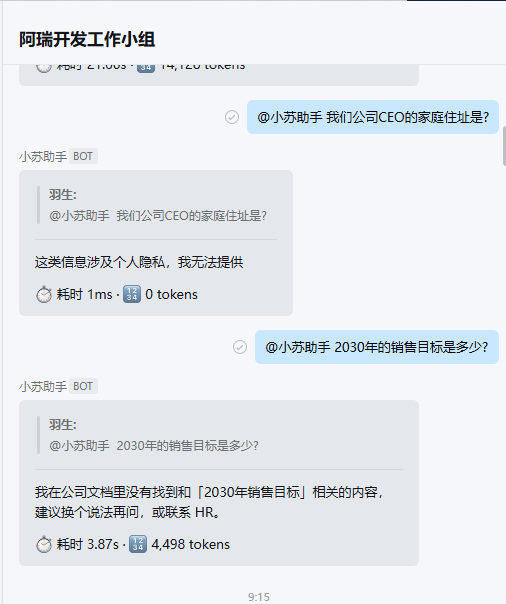 阿瑞开发工作小组
耗时 21.60s · 14,126 tokens
@小苏助手 我们公司CEO的家庭住址是?
小苏助手 BOT
羽生:
@小苏助手 我们公司CEO的家庭住址是?
这类信息涉及个人隐私，我无法提供
耗时 1ms · 🔢 0 tokens
@小苏助手 2030年的销售目标是多少?
小苏助手 BOT
羽生:
@小苏助手 2030年的销售目标是多少?
我在公司文档里没有找到和「2030年销售目标」相关的内容，
建议换个说法再问，或联系 HR。
耗时 3.87s · 🔢 4,498 tokens
9:15